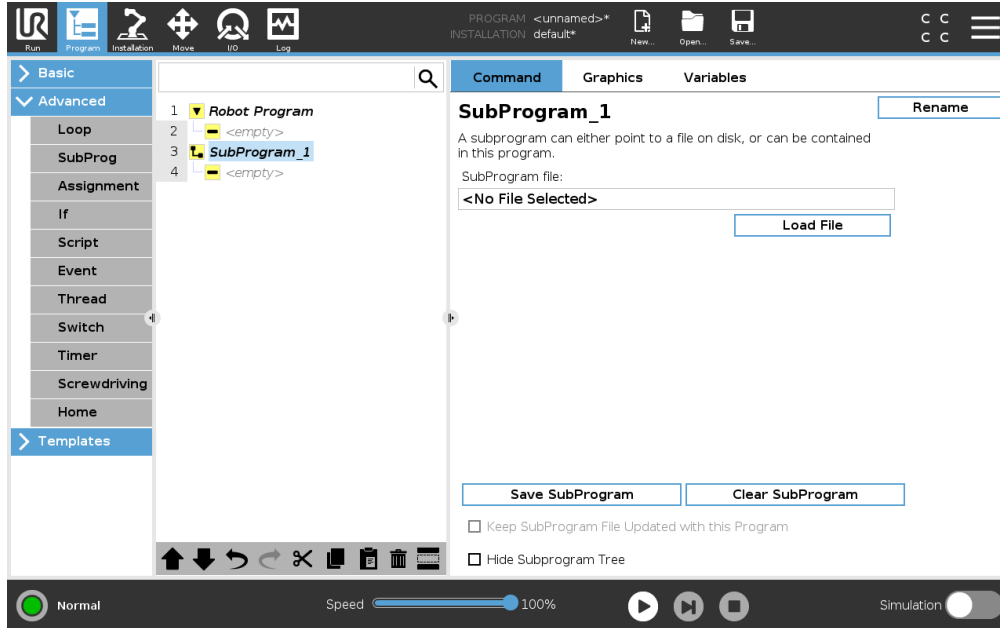 UR
Run
Program
Installation
Move
I/O
Log
PROGRAM <unnamed>*
INSTALLATION default*
New...
Open...
Save...
C C
C C
Basic
Advanced
Loop
SubProg
Assignment
If
Script
Event
Thread
Switch
Timer
Screwdriving
Home
Templates
1 Robot Program
2 <empty>
3 SubProgram_1
4 <empty>
Command Graphics Variables
SubProgram_1
Rename
A subprogram can either point to a file on disk, or can be contained
in this program.
SubProgram file:
<No File Selected>
Load File
Save SubProgram
Clear SubProgram
Keep SubProgram File Updated with this Program
Hide Subprogram Tree
Normal
Speed 100%
Simulation